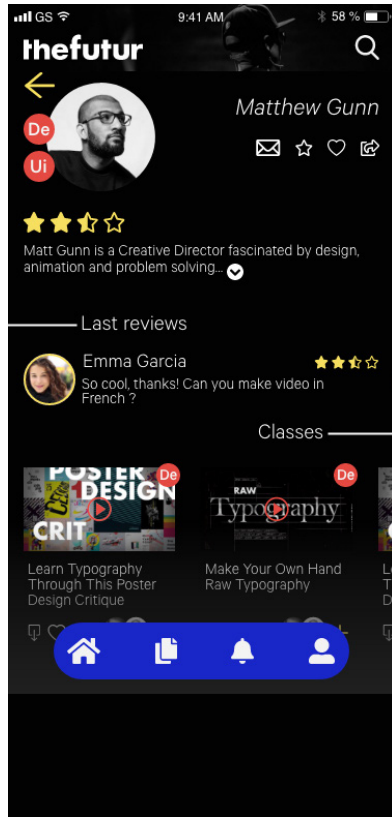 GS 9:41 AM 58 %
thefutur
Matthew Gunn
De
Ui
Matt Gunn is a Creative Director fascinated by design,
animation and problem solving...
Last reviews
Emma Garcia
So cool, thanks! Can you make video in
French ?
Classes
POSTER
1DESIGN
CRIT
De
RAW
Typography
De
Learn Typography
Through This Poster
Design Critique
Make Your Own Hand
Raw Typography